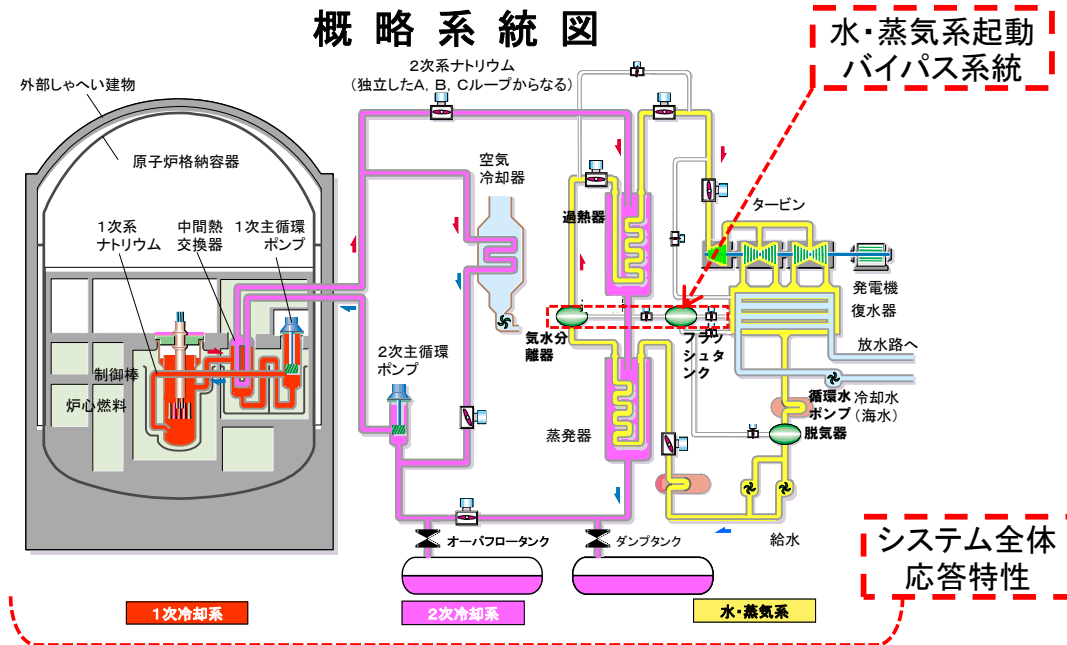 概略系統図
水・蒸気系起動
バイパス系統
2次系ナトリウム
（独立したA, B, Cループからなる）
外部しゃへい建物
原子炉格納容器
空気
冷却器
1次系
ナトリウム
中間熱
交換器
1次主循環
ポンプ
過熱器
タービン
発電機
復水器
放水路へ
気水分
離器
フラッ
シュタ
ンク
2次主循環
ポンプ
制御棒
炉心燃料
循環水
ポンプ
冷却水
（海水）
脱気器
蒸発器
給水
オーバフロータンク
ダンプタンク
システム全体
応答特性
1次冷却系
2次冷却系
水・蒸気系